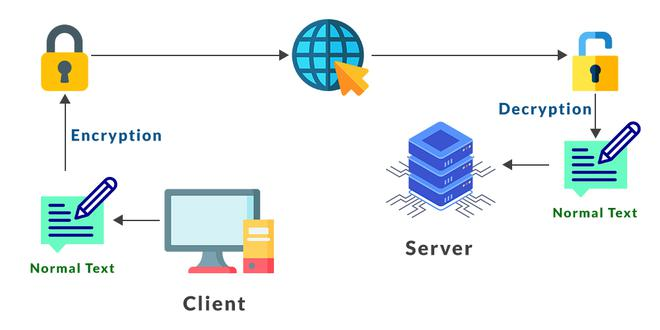 Encryption
Decryption
Normal Text
Normal Text
Server
Client